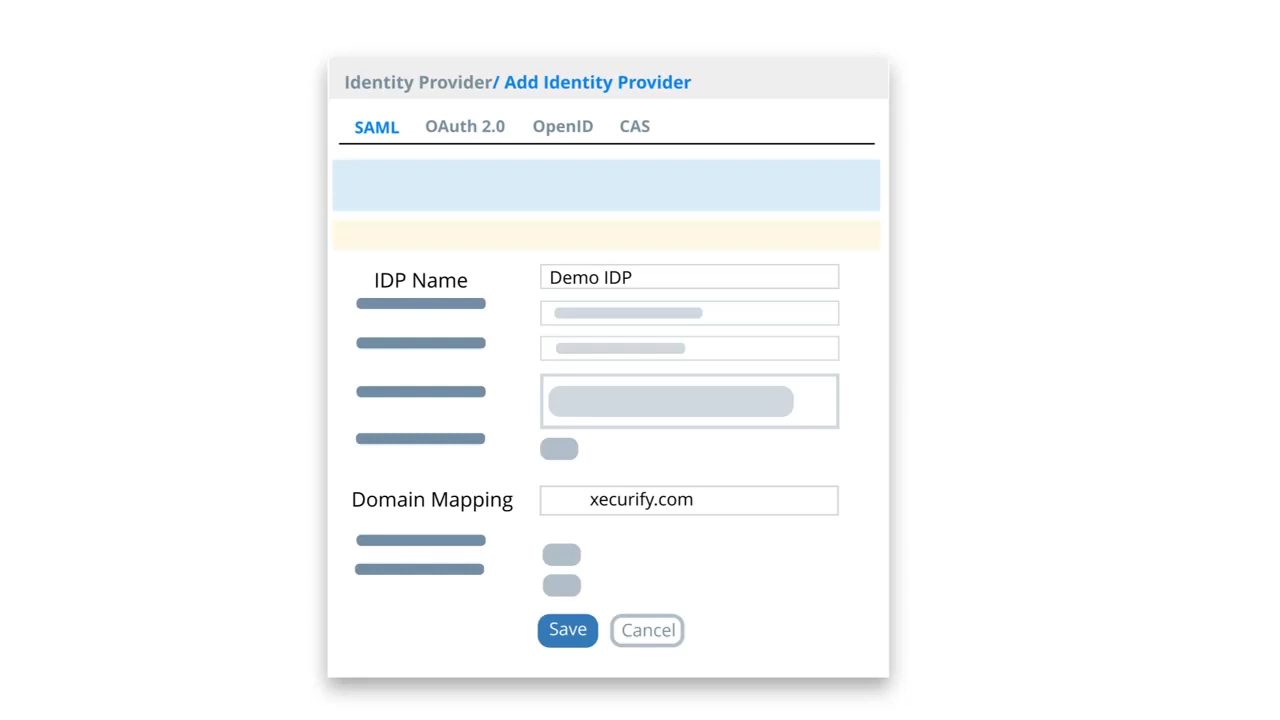 Identity Provider/ Add Identity Provider
SAML OAuth 2.0 OpenID CAS
IDP Name Demo IDP
Domain Mapping xecurify.com
Save Cancel